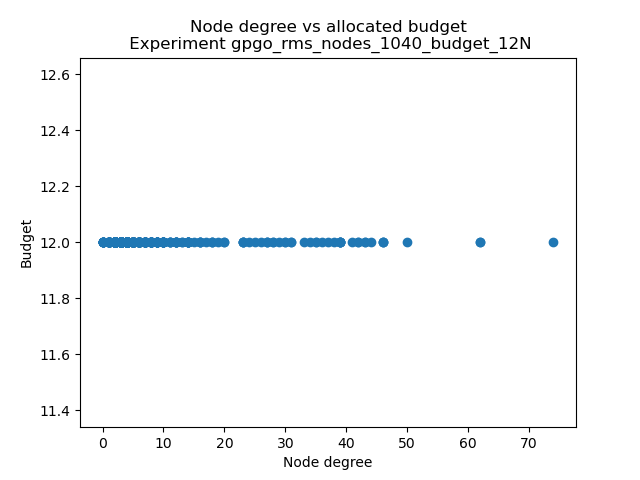 Node degree vs allocated budget
Experiment gpgo_rms_nodes_1040_budget_12N
12.6
12.4
12.2
12.0
11.8
11.6
11.4
Budget
0 10 20 30 40 50 60 70
Node degree